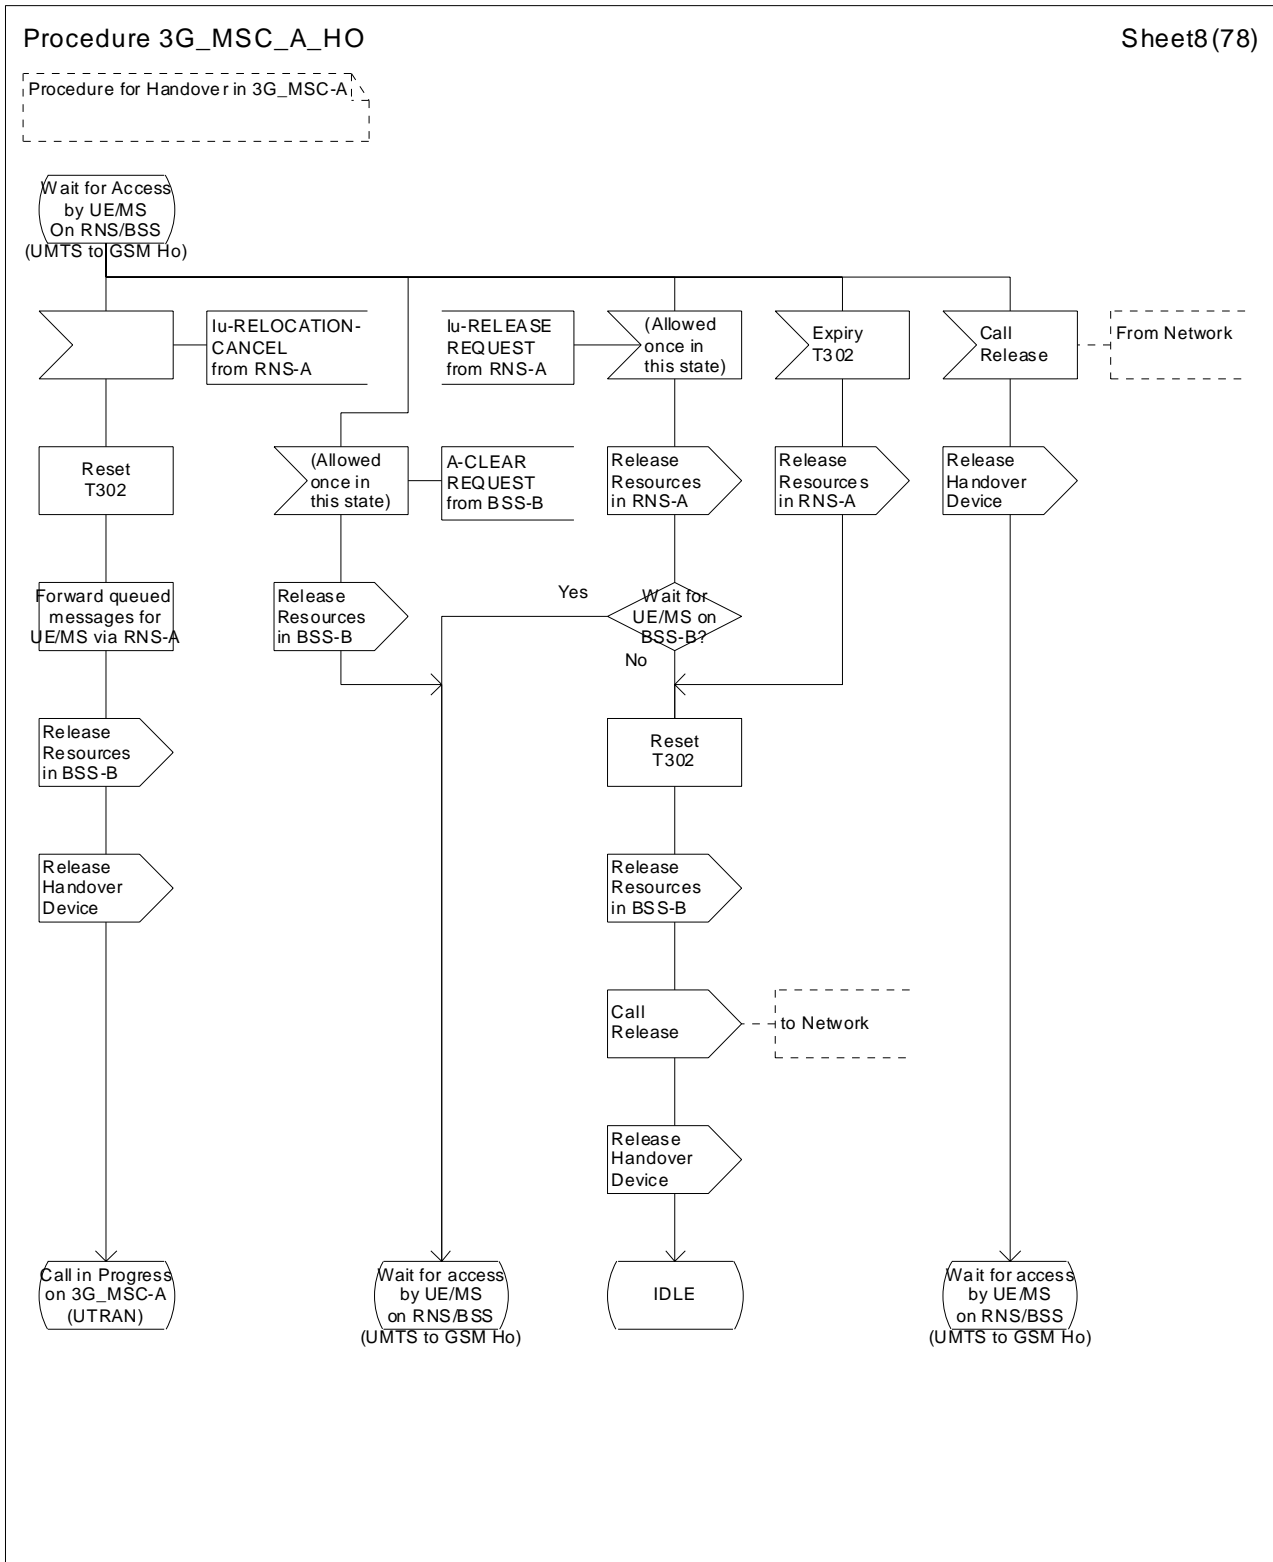 Procedure 3G_MSC_A_HO
Sheet8(78)
Procedure for Handover in 3G_MSC-A
Wait for Access
by UE/MS
On RNS/BSS
(UMTS to GSM Ho)
Iu-RELOCATION-
CANCEL
from RNS-A
Iu-RELEASE
REQUEST
from RNS-A
(Allowed
once in
this state)
Expiry
T302
Call
Release
From Network
Reset
T302
(Allowed
once in
this state)
A-CLEAR
REQUEST
from BSS-B
Release
Resources
in RNS-A
Release
Resources
in RNS-A
Release
Handover
Device
Forward queued
messages for
UE/MS via RNS-A
Release
Resources
in BSS-B
Yes
Wait for
UE/MS on
BSS-B?
No
Release
Resources
in BSS-B
Reset
T302
Release
Handover
Device
Release
Resources
in BSS-B
Call
Release
to Network
Release
Handover
Device
Call in Progress
on 3G_MSC-A
(UTRAN)
Wait for access
by UE/MS
on RNS/BSS
(UMTS to GSM Ho)
IDLE
Wait for access
by UE/MS
on RNS/BSS
(UMTS to GSM Ho)